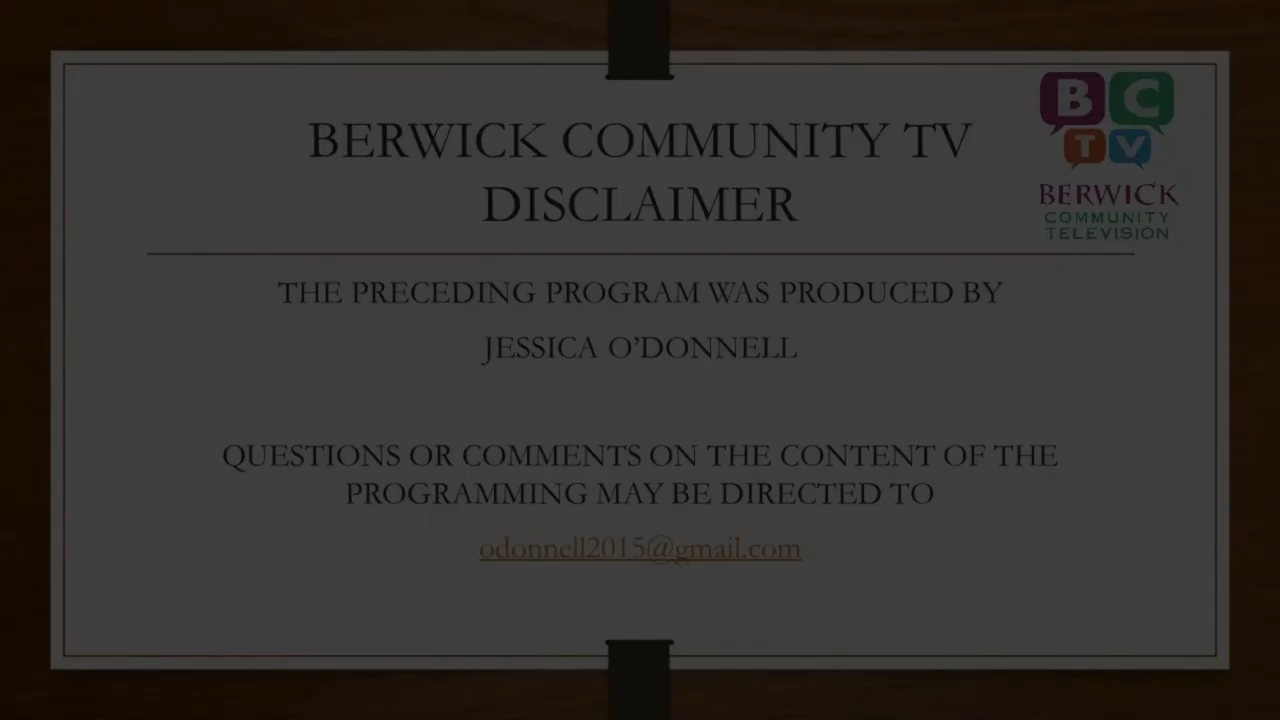 BERWICK COMMUNITY TV
DISCLAIMER
B C
T V
BERWICK
COMMUNITY
TELEVISION
THE PRECEDING PROGRAM WAS PRODUCED BY
JESSICA O’DONNELL
QUESTIONS OR COMMENTS ON THE CONTENT OF THE
PROGRAMMING MAY BE DIRECTED TO
odonnell2015@gmail.com